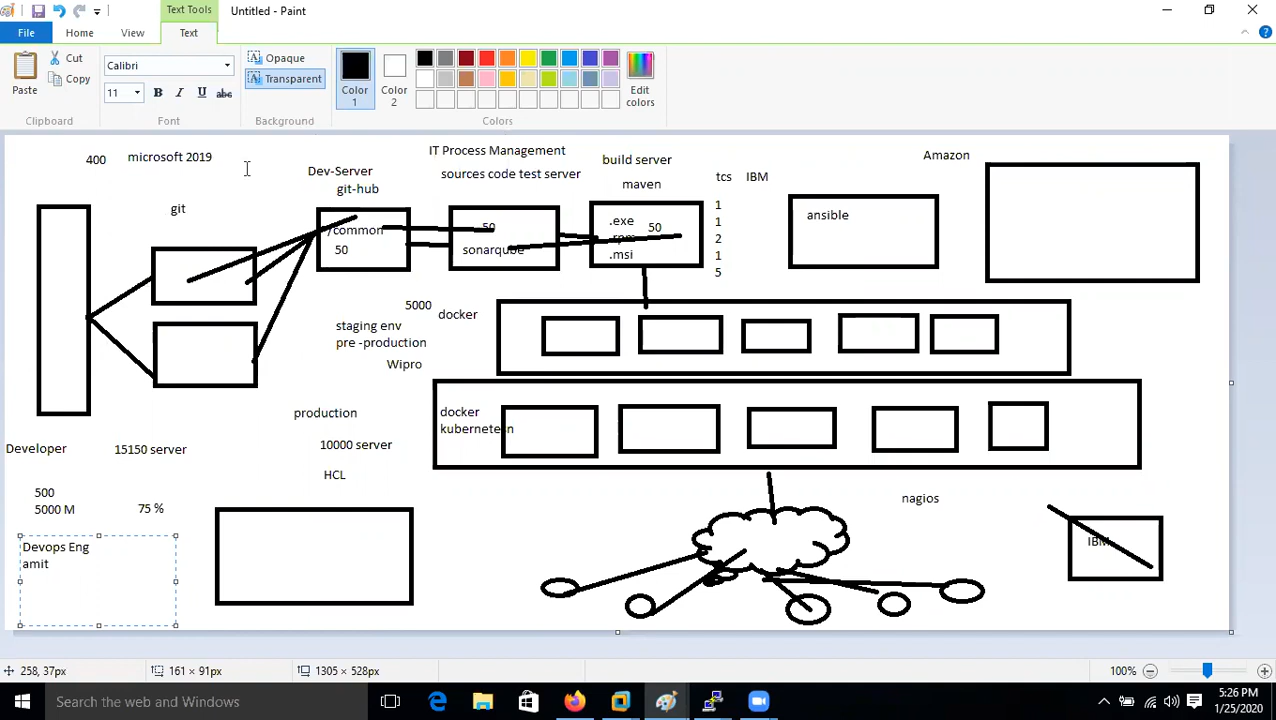 Text Tools
Untitled - Paint
File
Home
View
Text
Paste
Cut
Copy
Clipboard
Calibri
11
B
I
U
abc
Font
Opaque
Transparent
Background
Color
1
Color
2
Colors
Edit
colors
400
microsoft 2019
git
Dev-Server
git-hub
/common
50
IT Process Management
sources code test server
50
sonarqube
build server
maven
.exe
.rpm
.msi
50
tcs
IBM
1
1
2
1
5
ansible
Amazon
5000
docker
staging env
pre -production
Wipro
production
10000 server
HCL
docker
kubernetesn
Developer
15150 server
500
5000 M
75 %
Devops Eng
amit
nagios
IBM
258, 37px
161 × 91px
1305 × 528px
100%
Search the web and Windows
5:26 PM
1/25/2020